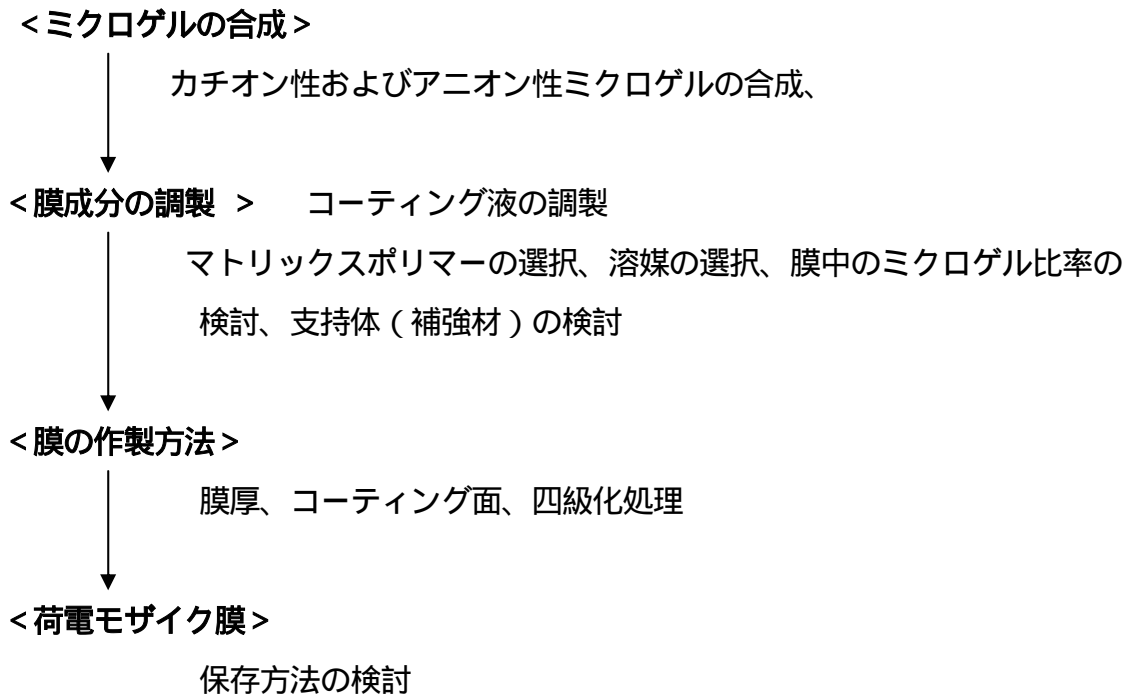 <ミクロゲルの合成>
カチオン性およびアニオン性ミクロゲルの合成、
<膜成分の調製 > コーティング液の調製
マトリックスポリマーの選択、溶媒の選択、膜中のミクロゲル比率の
検討、支持体(補強材)の検討
<膜の作製方法>
膜厚、コーティング面、四級化処理
<荷電モザイク膜>
保存方法の検討